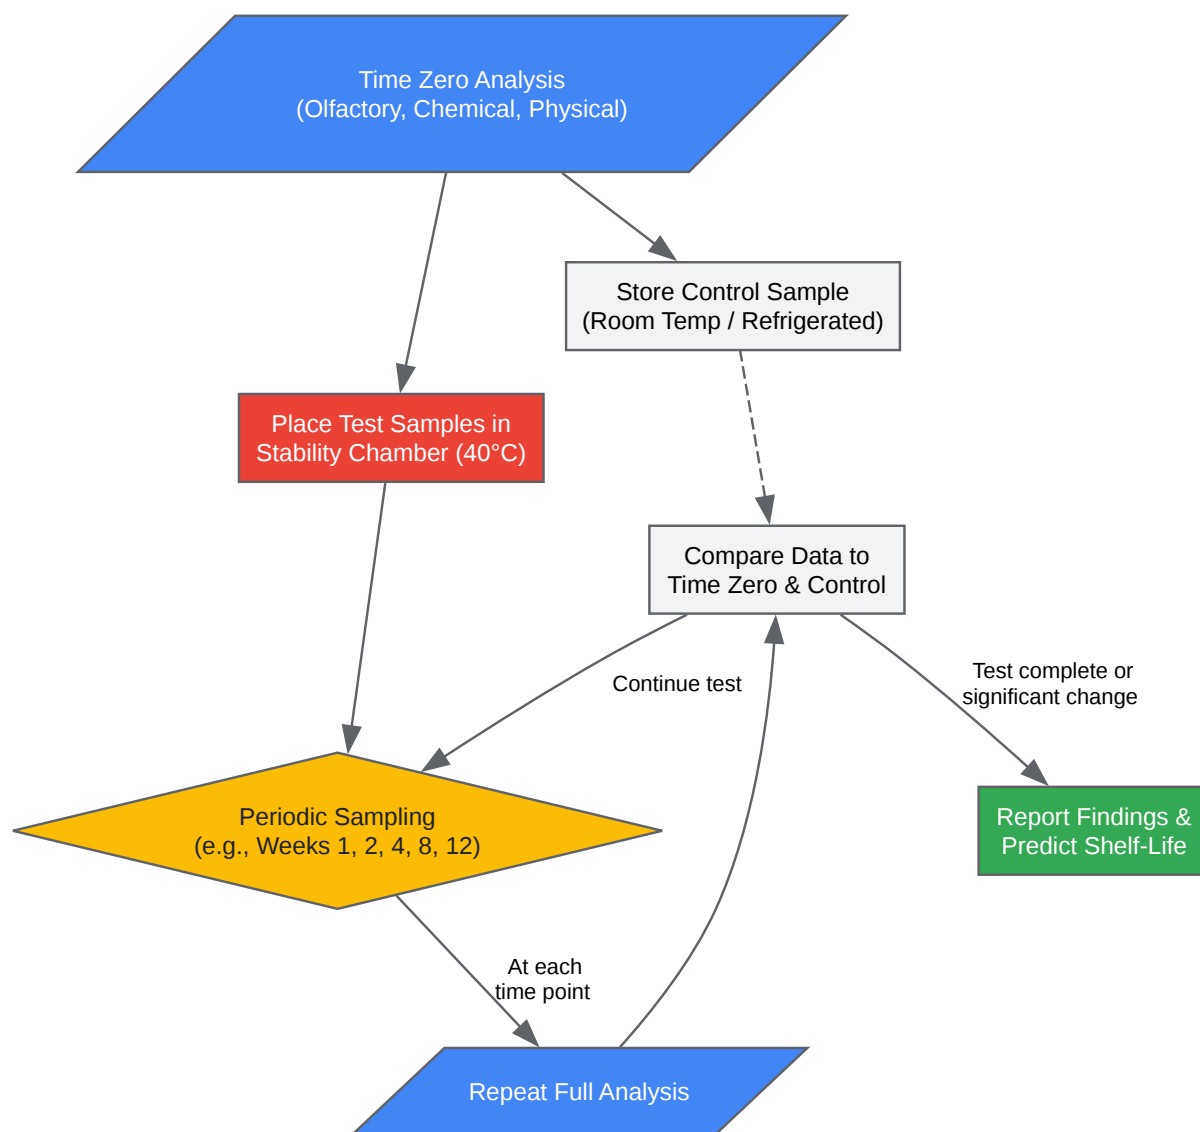 Time Zero Analysis
(Olfactory, Chemical, Physical)
Store Control Sample
(Room Temp / Refrigerated)
Place Test Samples in
Stability Chamber (40°C)
Compare Data to
Time Zero & Control
Continue test
Test complete or
significant change
Periodic Sampling
(e.g., Weeks 1, 2, 4, 8, 12)
Report Findings &
Predict Shelf-Life
At each
time point
Repeat Full Analysis